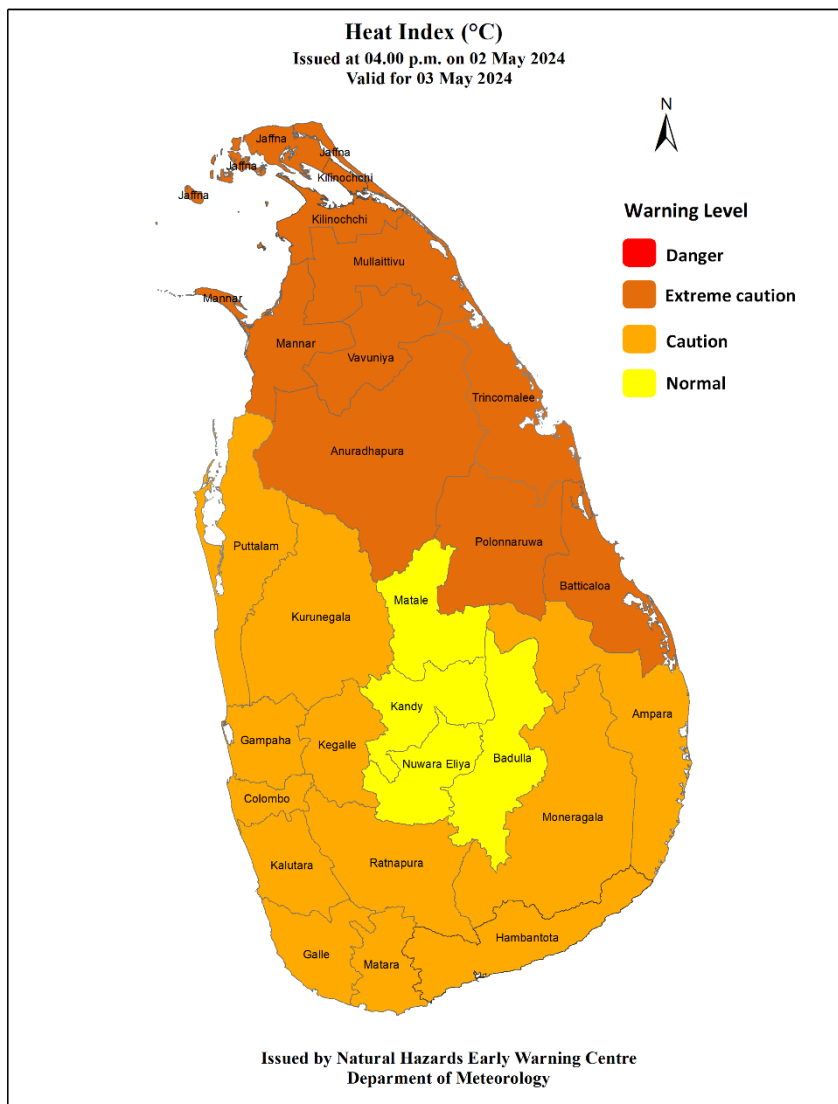 Heat Index (°C)
Issued at 04.00 p.m. on 02 May 2024
Valid for 03 May 2024
N
Jaffna
Jaffna
Jaffna
Kilinochchi
Jaffna
Kilinochchi
Mullaittivu
Mannar
Mannar
Vavuniya
Trincomalee
Anuradhapura
Polonnaruwa
Puttalam
Batticaloa
Matale
Kurunegala
Kandy
Ampara
Gampaha
Kegalle
Badulla
Nuwara Eliya
Colombo
Moneragala
Kalutara
Ratnapura
Hambantota
Galle
Matara
Warning Level
Danger
Extreme caution
Caution
Normal
Issued by Natural Hazards Early Warning Centre
Deparment of Meteorology